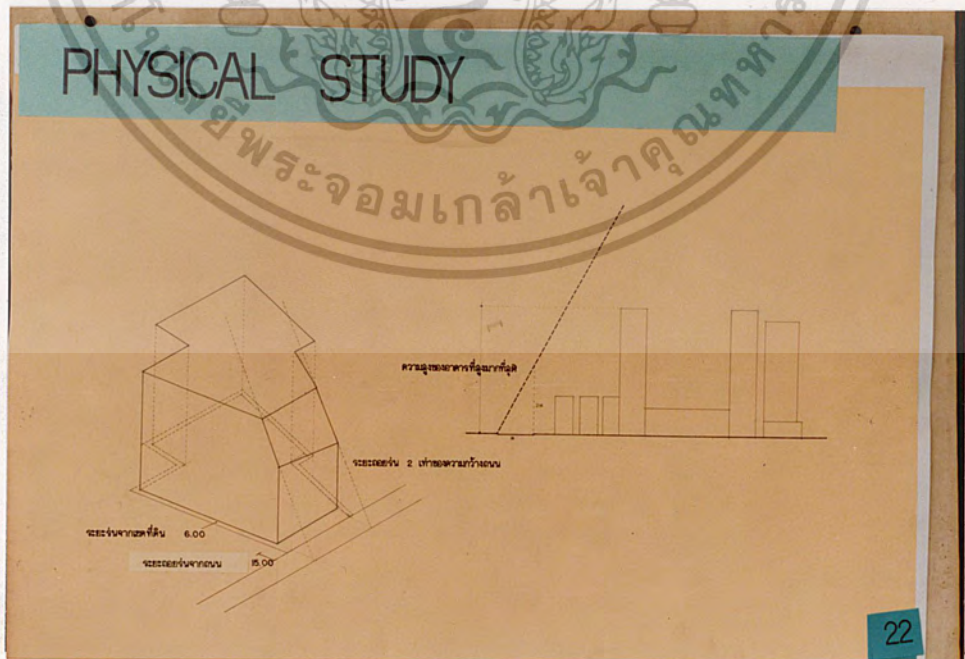 PHYSICAL STUDY
พระจอมเกล้าเจ้าคุณทหาร
ความสูงของอาคารที่สูงมากที่สุด
ระยะถอยร่น 2 เท่าของความกว้างถนน
ระยะร่นจากเขตที่ดิน 6.00
ระยะถอยร่นจากถนน 15.00
22